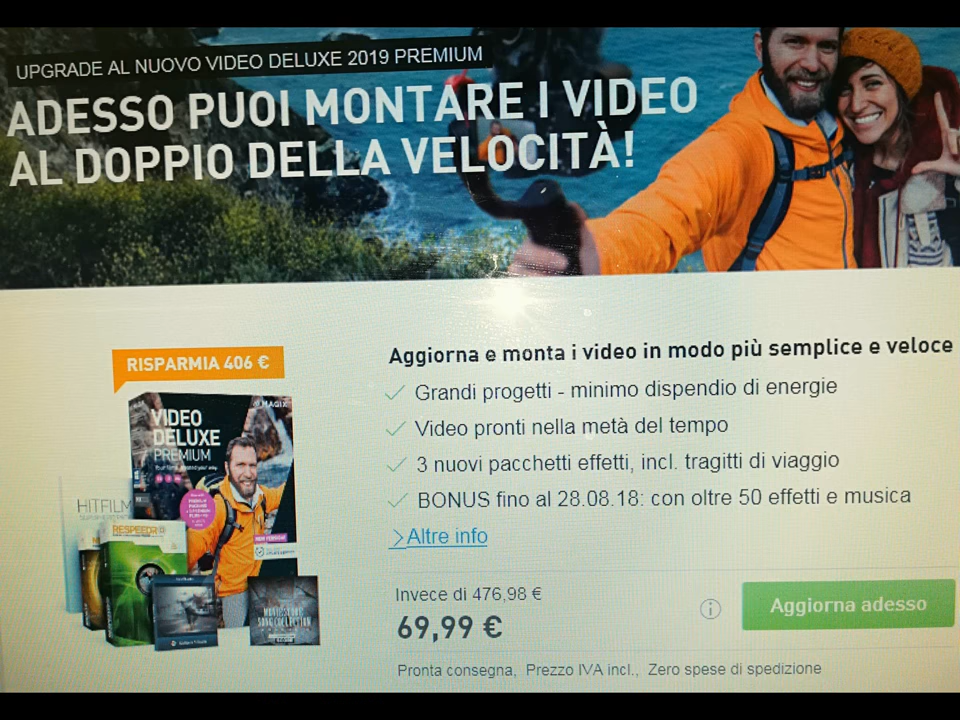 UPGRADE AL NUOVO VIDEO DELUXE 2019 PREMIUM
ADESSO PUOI MONTARE I VIDEO
AL DOPPIO DELLA VELOCITÀ!
RISPARMIA 406 €
MAGIX
VIDEO
DELUXE
PREMIUM
HITFILM
RESPEEDR
SONG COLLECTION
Aggiorna e monta i video in modo più semplice e veloce
Grandi progetti - minimo dispendio di energie
Video pronti nella metà del tempo
3 nuovi pacchetti effetti, incl. tragitti di viaggio
BONUS fino al 28.08.18: con oltre 50 effetti e musica
>Altre info
Invece di 476,98 €
69,99 €
Aggiorna adesso
Pronta consegna, Prezzo IVA incl., Zero spese di spedizione